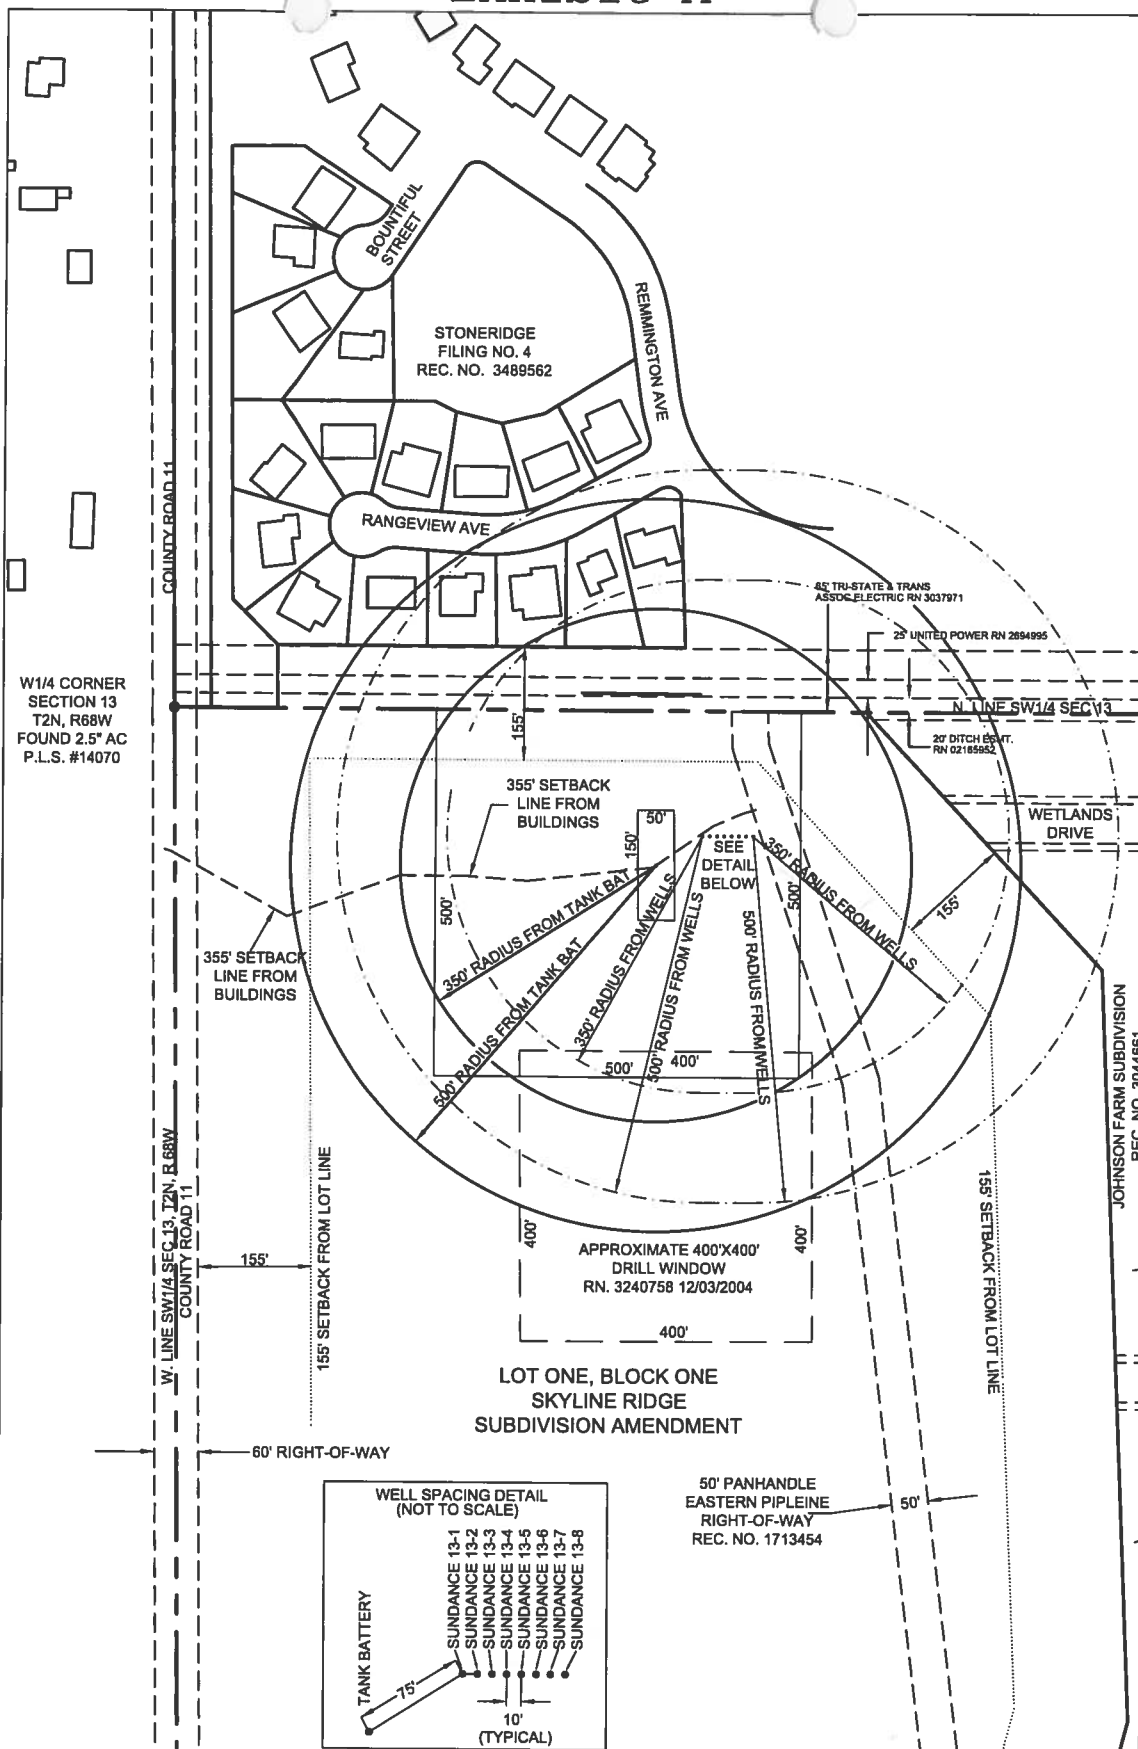 BOUNTIFUL
STREET
STONERIDGE
FILING NO. 4
REC. NO. 3489562
REMMINGTON AVE
COUNTY ROAD 11
RANGEVIEW AVE
65' TRI-STATE & TRANS
ASSOC ELECTRIC RN 3037971
25' UNITED POWER RN 2694995
W1/4 CORNER
SECTION 13
T2N, R68W
FOUND 2.5" AC
P.L.S. #14070
N. LINE SW1/4 SEC 13
20' DITCH ESMT.
RN 02165952
155'
355' SETBACK
LINE FROM
BUILDINGS
WETLANDS
DRIVE
50'
150'
SEE
DETAIL
BELOW
500'
500'
350' RADIUS FROM WELLS
155'
350' RADIUS FROM TANK BAT
500' RADIUS FROM TANK BAT
350' RADIUS FROM WELLS
500' RADIUS FROM WELLS
500' RADIUS FROM WELLS
355' SETBACK
LINE FROM
BUILDINGS
500'
400'
JOHNSON FARM SUBDIVISION
W. LINE SW1/4 SEC 13, T2N, R 68W
COUNTY ROAD 11
155'
155' SETBACK FROM LOT LINE
400'
400'
APPROXIMATE 400'X400'
DRILL WINDOW
RN. 3240758 12/03/2004
400'
155' SETBACK FROM LOT LINE
LOT ONE, BLOCK ONE
SKYLINE RIDGE
SUBDIVISION AMENDMENT
60' RIGHT-OF-WAY
50' PANHANDLE
EASTERN PIPLEINE
RIGHT-OF-WAY
REC. NO. 1713454
50'
WELL SPACING DETAIL
(NOT TO SCALE)
SUNDANCE 13-1
SUNDANCE 13-2
SUNDANCE 13-3
SUNDANCE 13-4
SUNDANCE 13-5
SUNDANCE 13-6
SUNDANCE 13-7
SUNDANCE 13-8
TANK BATTERY
75'
10'
(TYPICAL)